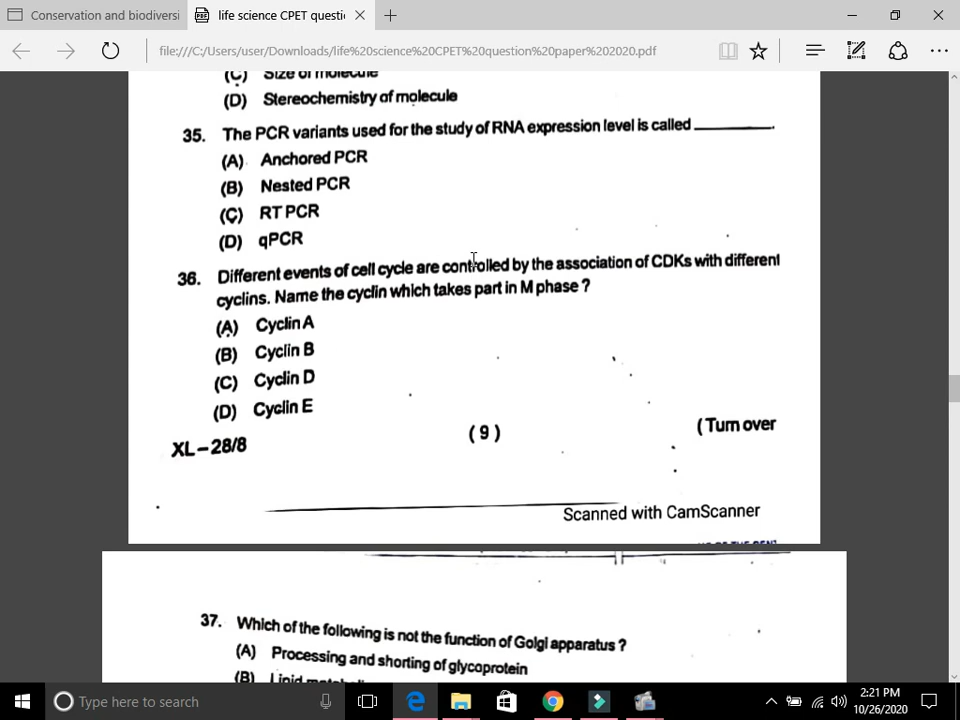 Conservation and biodiversi
life science CPET questi
file:///C:/Users/user/Downloads/life%20science%20CPET%20question%20paper%202020.pdf
(C) Size of molecule
(D) Stereochemistry of molecule
35. The PCR variants used for the study of RNA expression level is called ________.
(A) Anchored PCR
(B) Nested PCR
(C) RT PCR
(D) qPCR
36. Different events of cell cycle are controlled by the association of CDKs with different
cyclins. Name the cyclin which takes part in M phase ?
(A) Cyclin A
(B) Cyclin B
(C) Cyclin D
(D) Cyclin E
XL-28/8
(9)
(Turn over
Scanned with CamScanner
37. Which of the following is not the function of Golgi apparatus ?
(A) Processing and shorting of glycoprotein
(B) Lipid
Type here to search
2:21 PM
10/26/2020